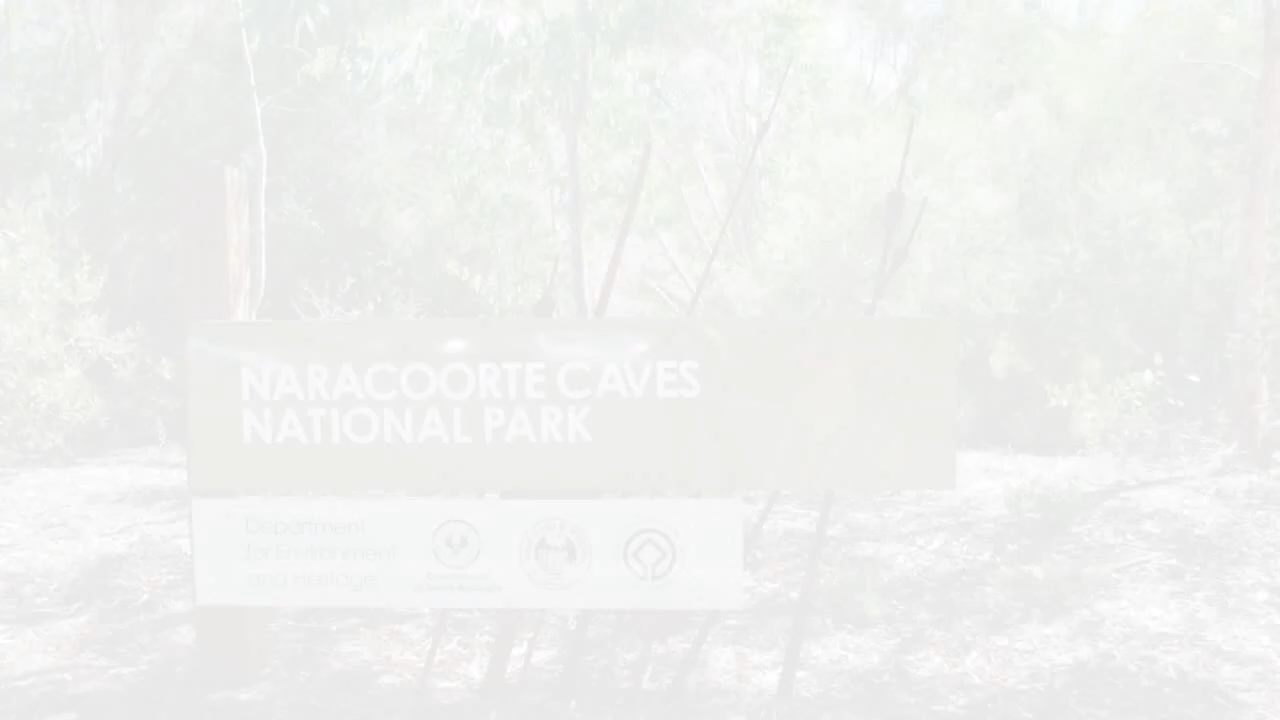 NARACOORTE CAVES
NATIONAL PARK
Department
for Environment
and Heritage